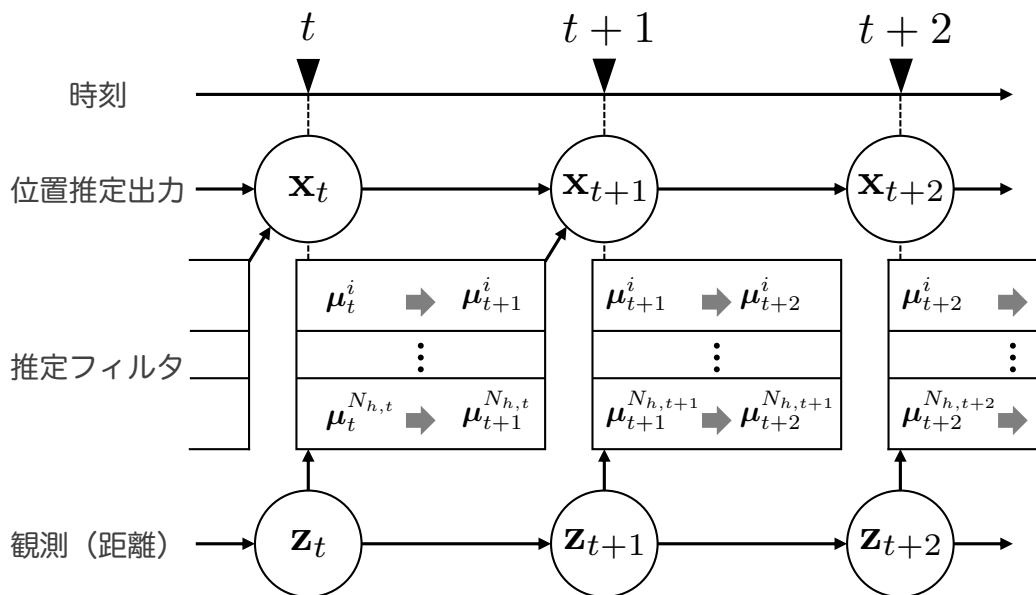 t t + 1 t + 2
時刻
位置推定出力 x_t x_{t+1} x_{t+2}
μ_t^i μ_{t+1}^i μ_{t+1}^i μ_{t+2}^i μ_{t+2}^i
推定フィルタ ⋮ ⋮ ⋮
μ_t^{N_{h,t}} μ_{t+1}^{N_{h,t}} μ_{t+1}^{N_{h,t+1}} μ_{t+2}^{N_{h,t+1}} μ_{t+2}^{N_{h,t+2}}
観測（距離） z_t z_{t+1} z_{t+2}